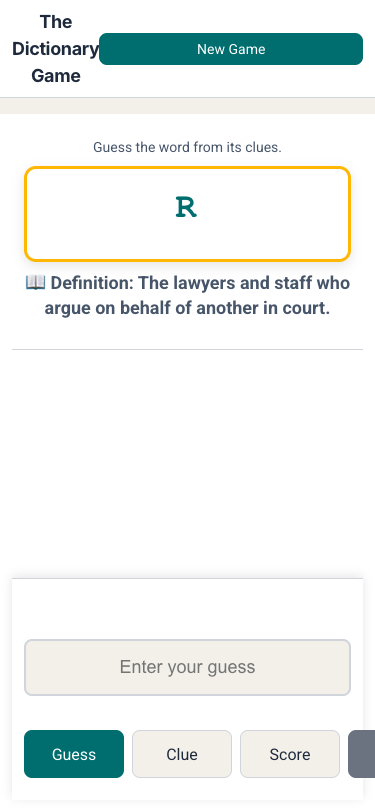 The
Dictionary
Game
New Game
Guess the word from its clues.
R
📖 Definition: The lawyers and staff who
argue on behalf of another in court.
Enter your guess
Guess
Clue
Score